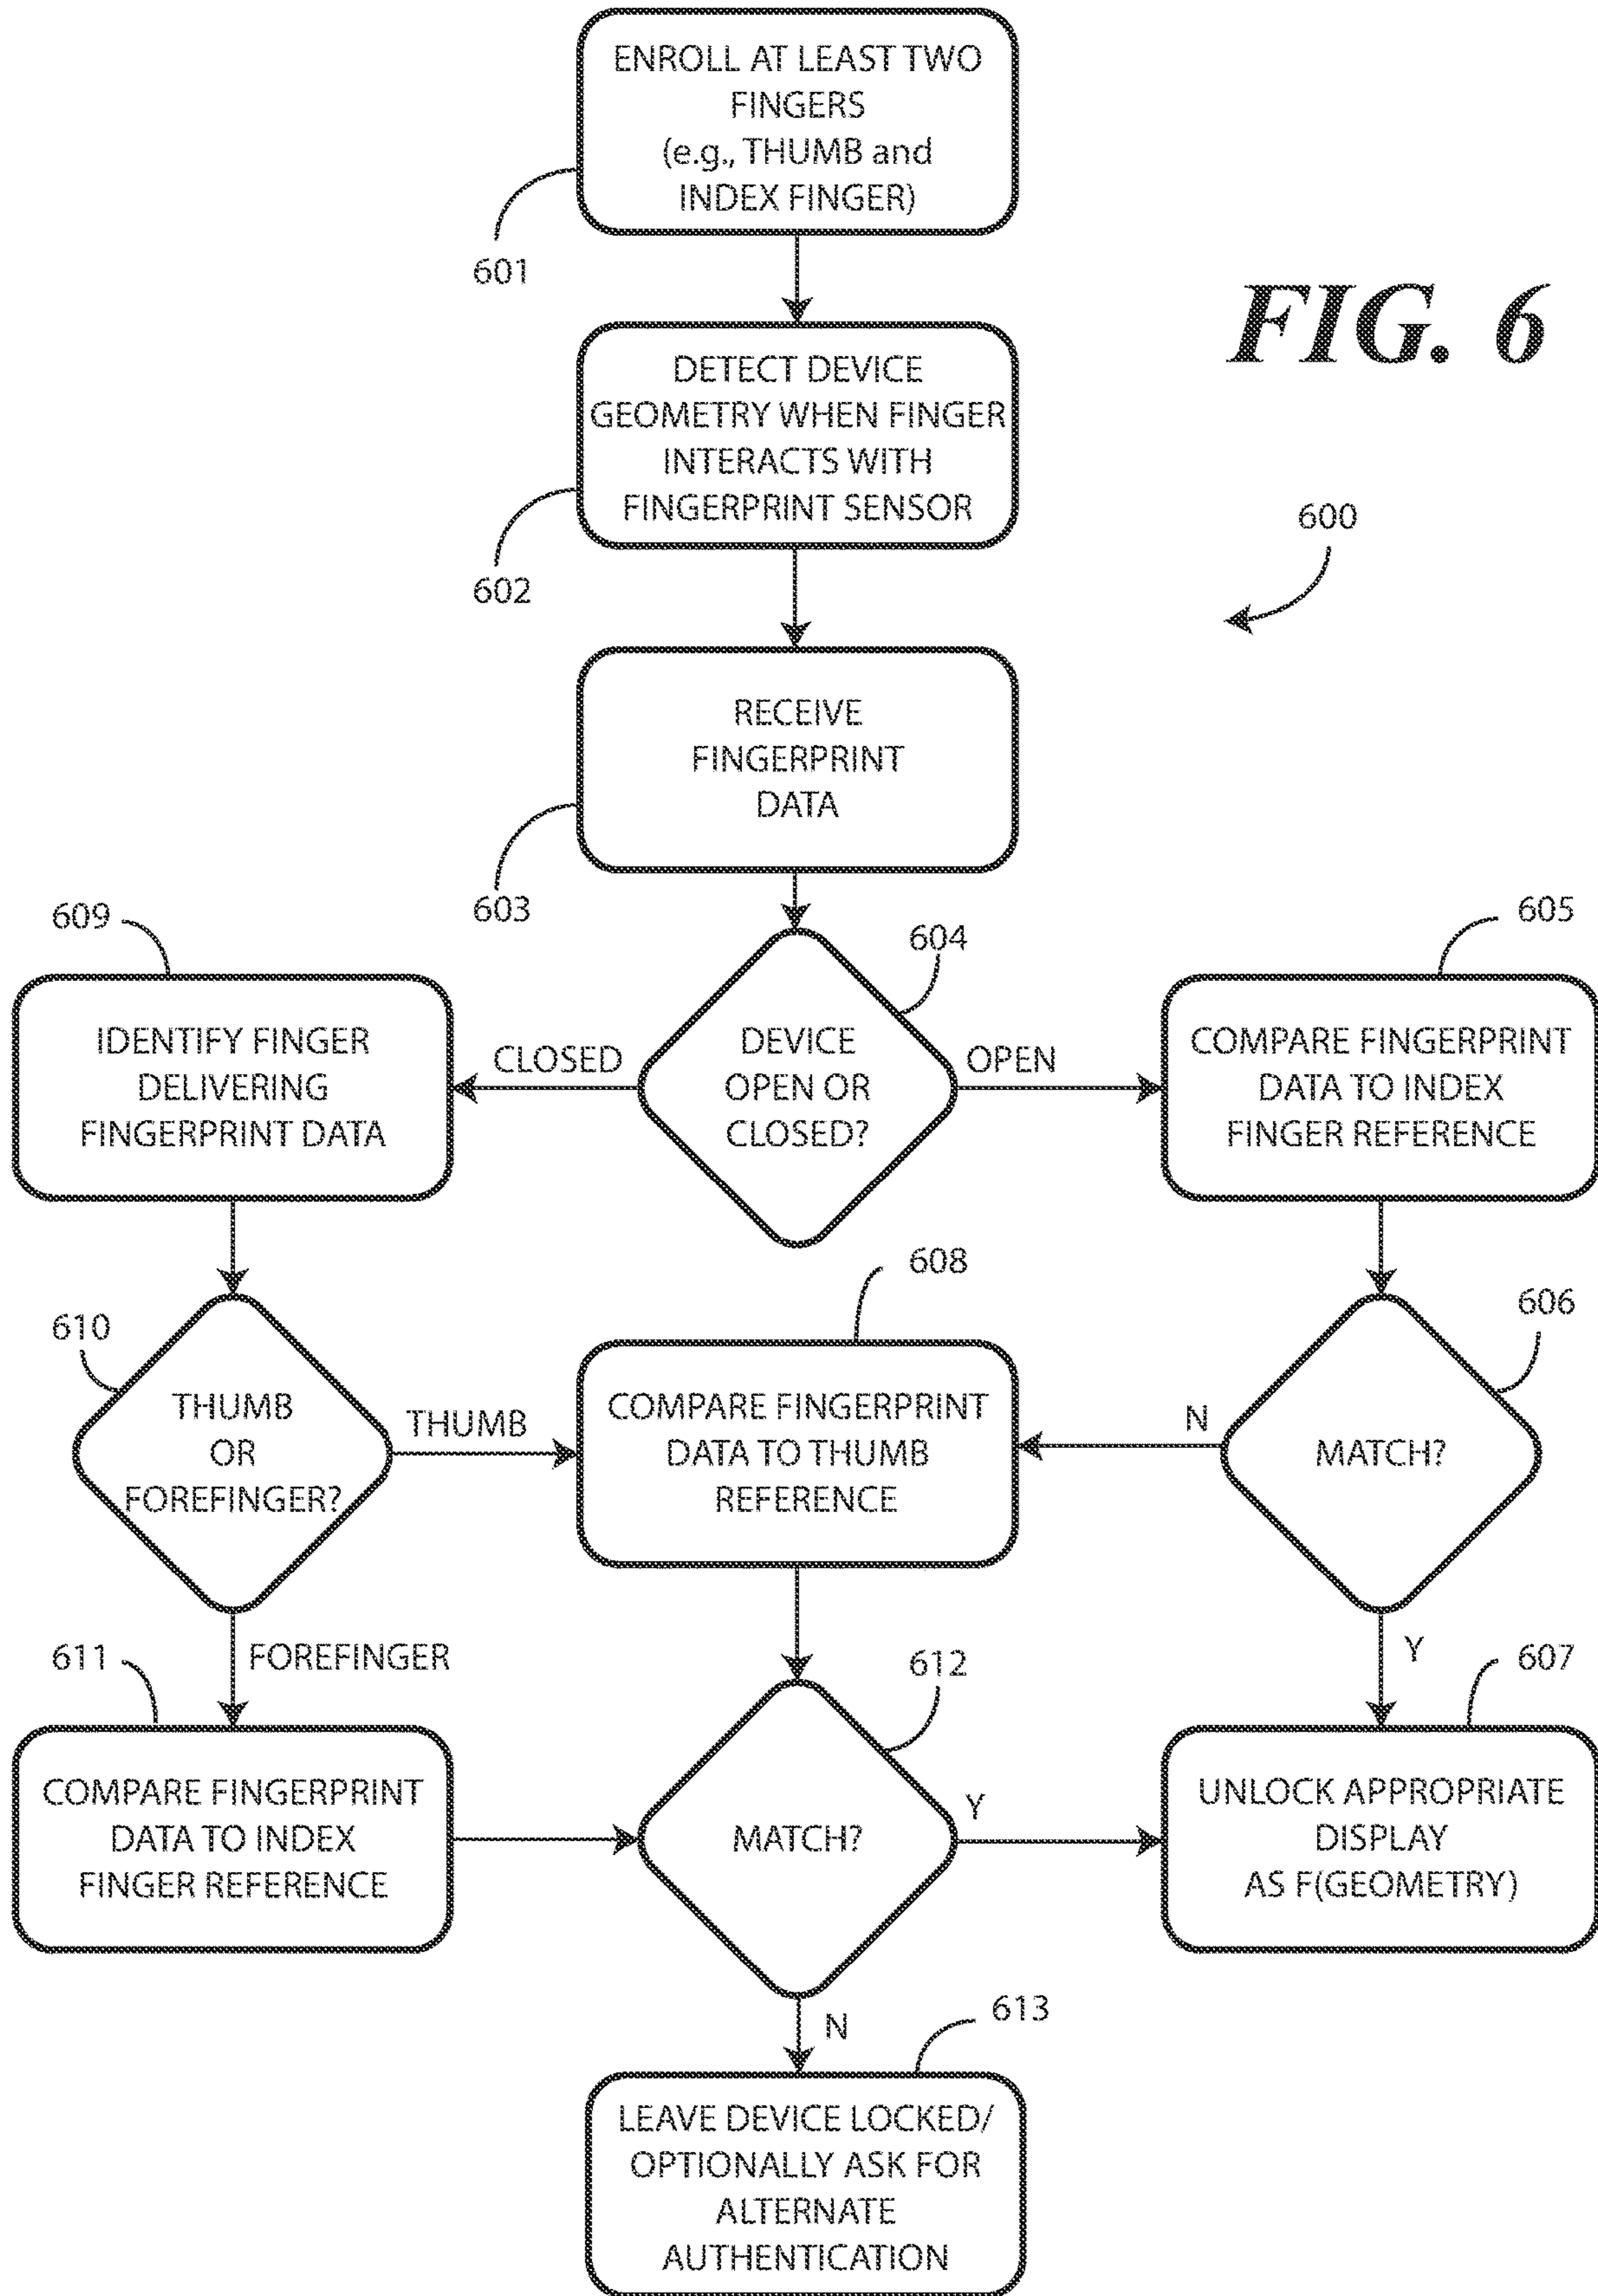 ENROLL AT LEAST TWO
FINGERS
(e.g., THUMB and
INDEX FINGER)
601
FIG. 6
DETECT DEVICE
GEOMETRY WHEN FINGER
INTERACTS WITH
FINGERPRINT SENSOR
602
600
RECEIVE
FINGERPRINT
DATA
603
609
604
605
IDENTIFY FINGER
DELIVERING
FINGERPRINT DATA
CLOSED
DEVICE
OPEN OR
CLOSED?
OPEN
COMPARE FINGERPRINT
DATA TO INDEX
FINGER REFERENCE
608
610
606
THUMB
OR
FOREFINGER?
THUMB
COMPARE FINGERPRINT
DATA TO THUMB
REFERENCE
N
MATCH?
611
FOREFINGER
612
Y
607
COMPARE FINGERPRINT
DATA TO INDEX
FINGER REFERENCE
MATCH?
Y
UNLOCK APPROPRIATE
DISPLAY
AS F(GEOMETRY)
N
613
LEAVE DEVICE LOCKED/
OPTIONALLY ASK FOR
ALTERNATE
AUTHENTICATION